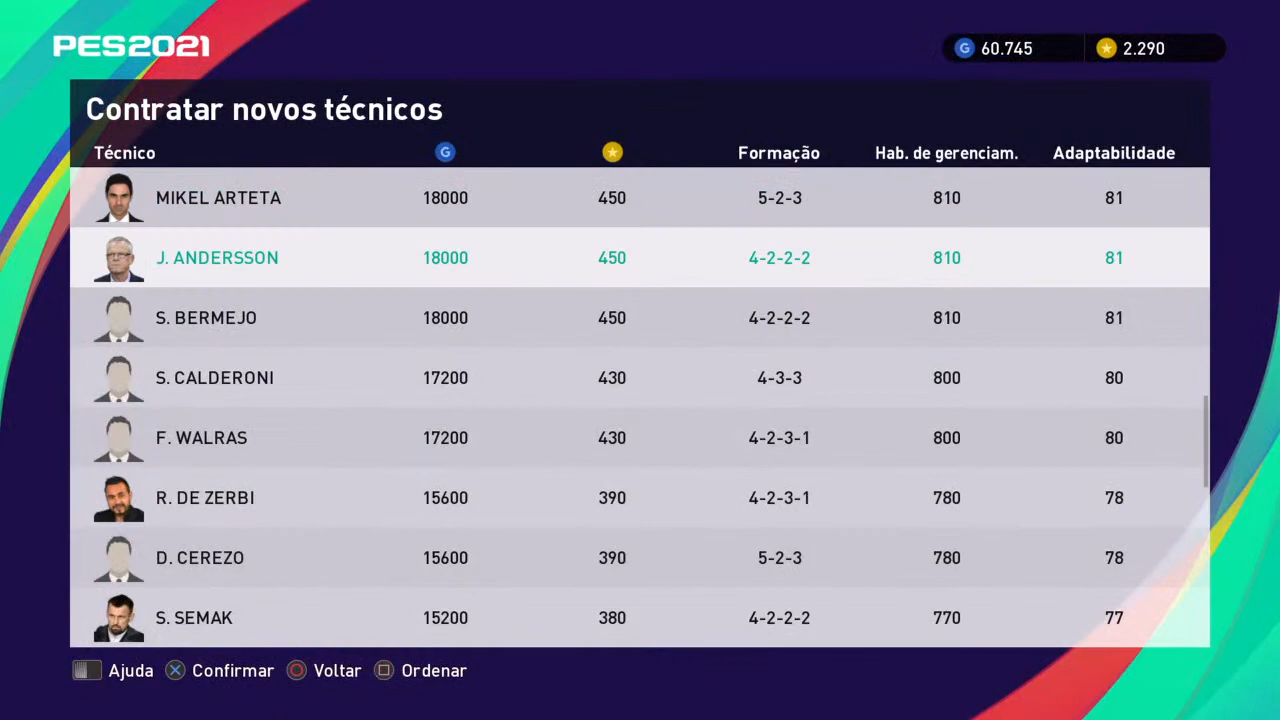 PES2021
G 60.745 2.290
Contratar novos técnicos
Técnico G Formação Hab. de gerenciam. Adaptabilidade
MIKEL ARTETA 18000 450 5-2-3 810 81
J. ANDERSSON 18000 450 4-2-2-2 810 81
S. BERMEJO 18000 450 4-2-2-2 810 81
S. CALDERONI 17200 430 4-3-3 800 80
F. WALRAS 17200 430 4-2-3-1 800 80
R. DE ZERBI 15600 390 4-2-3-1 780 78
D. CEREZO 15600 390 5-2-3 780 78
S. SEMAK 15200 380 4-2-2-2 770 77
Ajuda Confirmar Voltar Ordenar